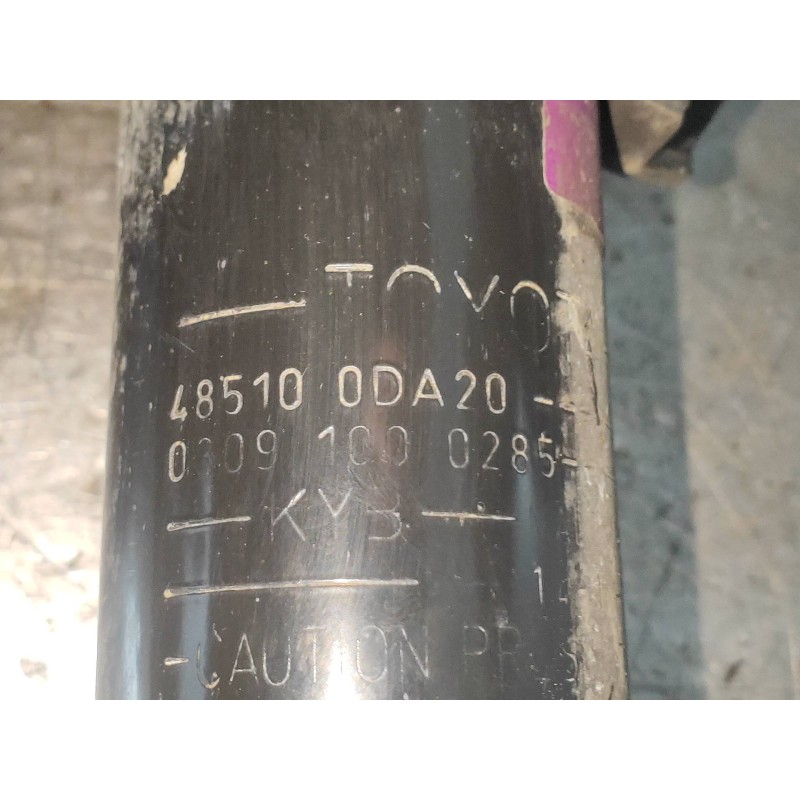 — TOYO
48510 0DA20 -
0309 100 0285-
— KYB —
14
-CAUTION PR